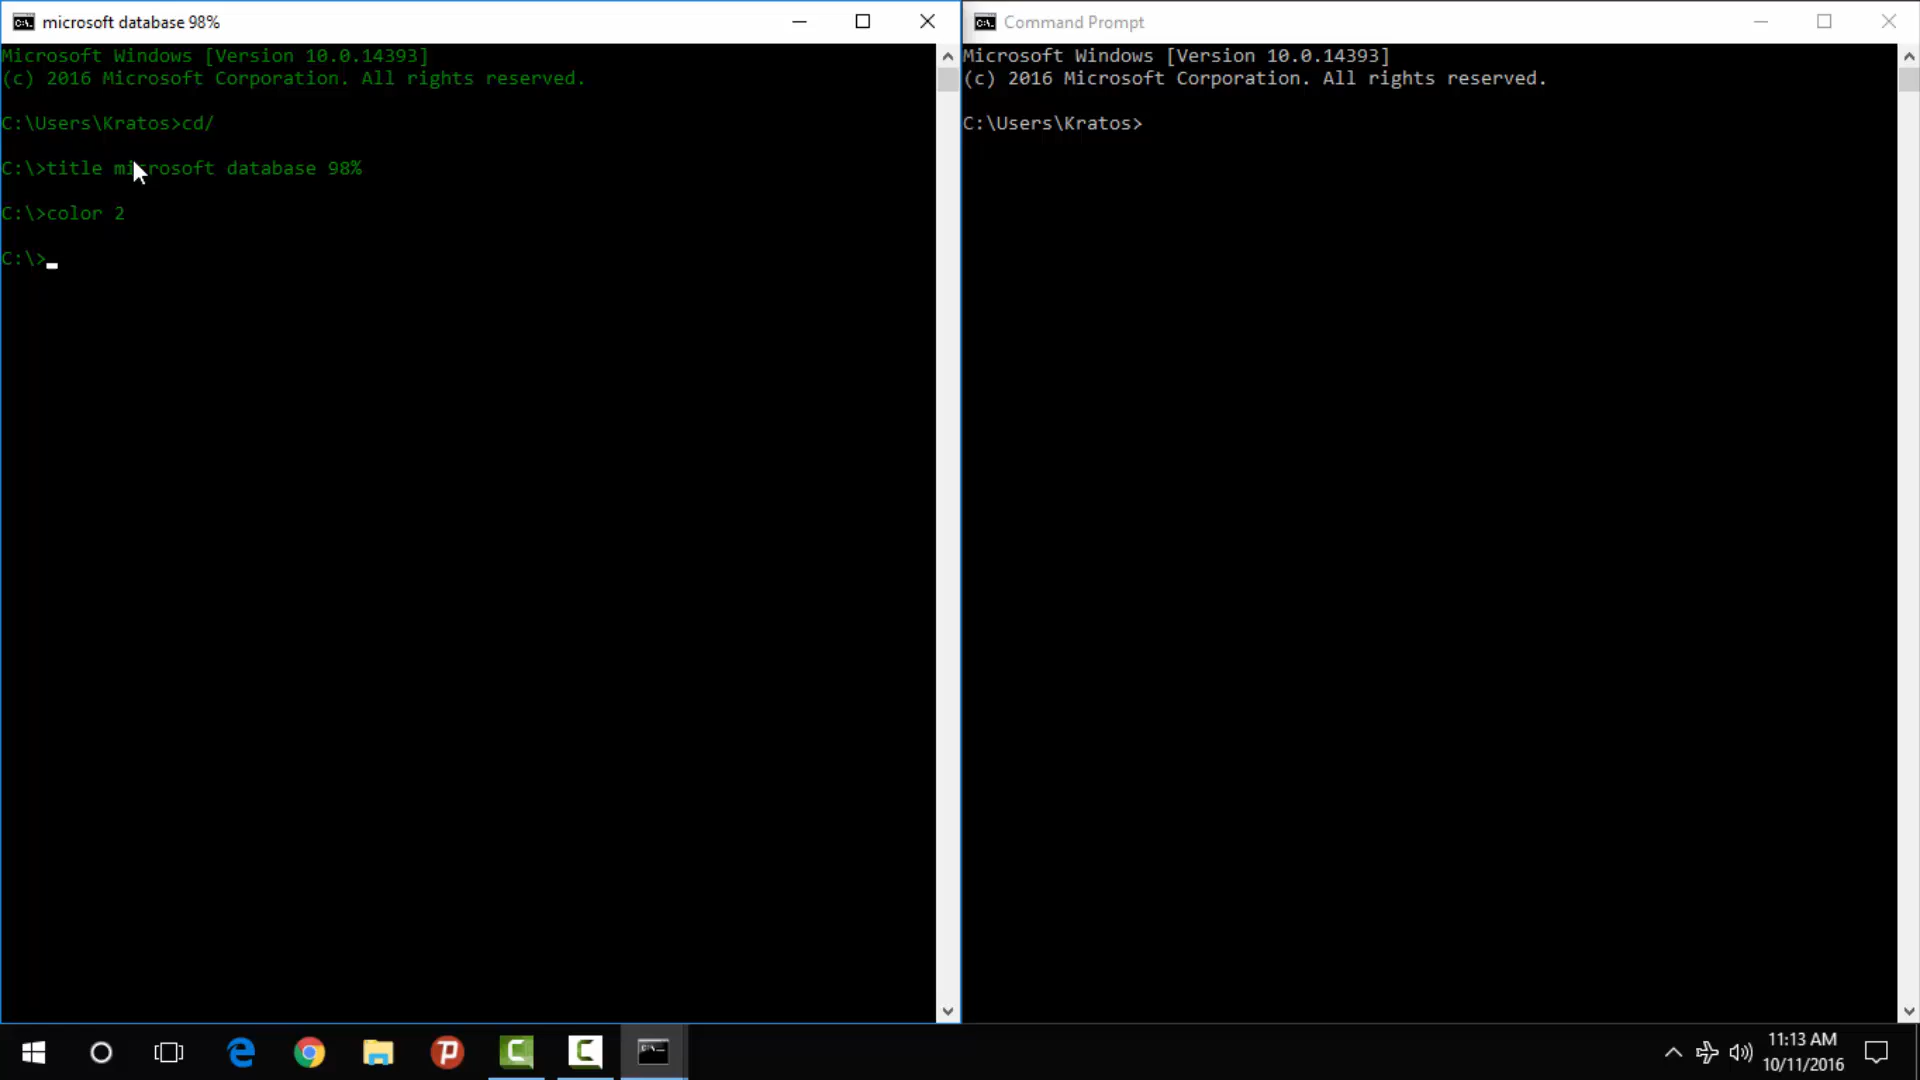 microsoft database 98%
Microsoft Windows [Version 10.0.14393]
(c) 2016 Microsoft Corporation. All rights reserved.
C:\Users\Kratos>cd/
C:\>title microsoft database 98%
C:\>color 2
C:\>
Command Prompt
Microsoft Windows [Version 10.0.14393]
(c) 2016 Microsoft Corporation. All rights reserved.
C:\Users\Kratos>
11:13 AM
10/11/2016